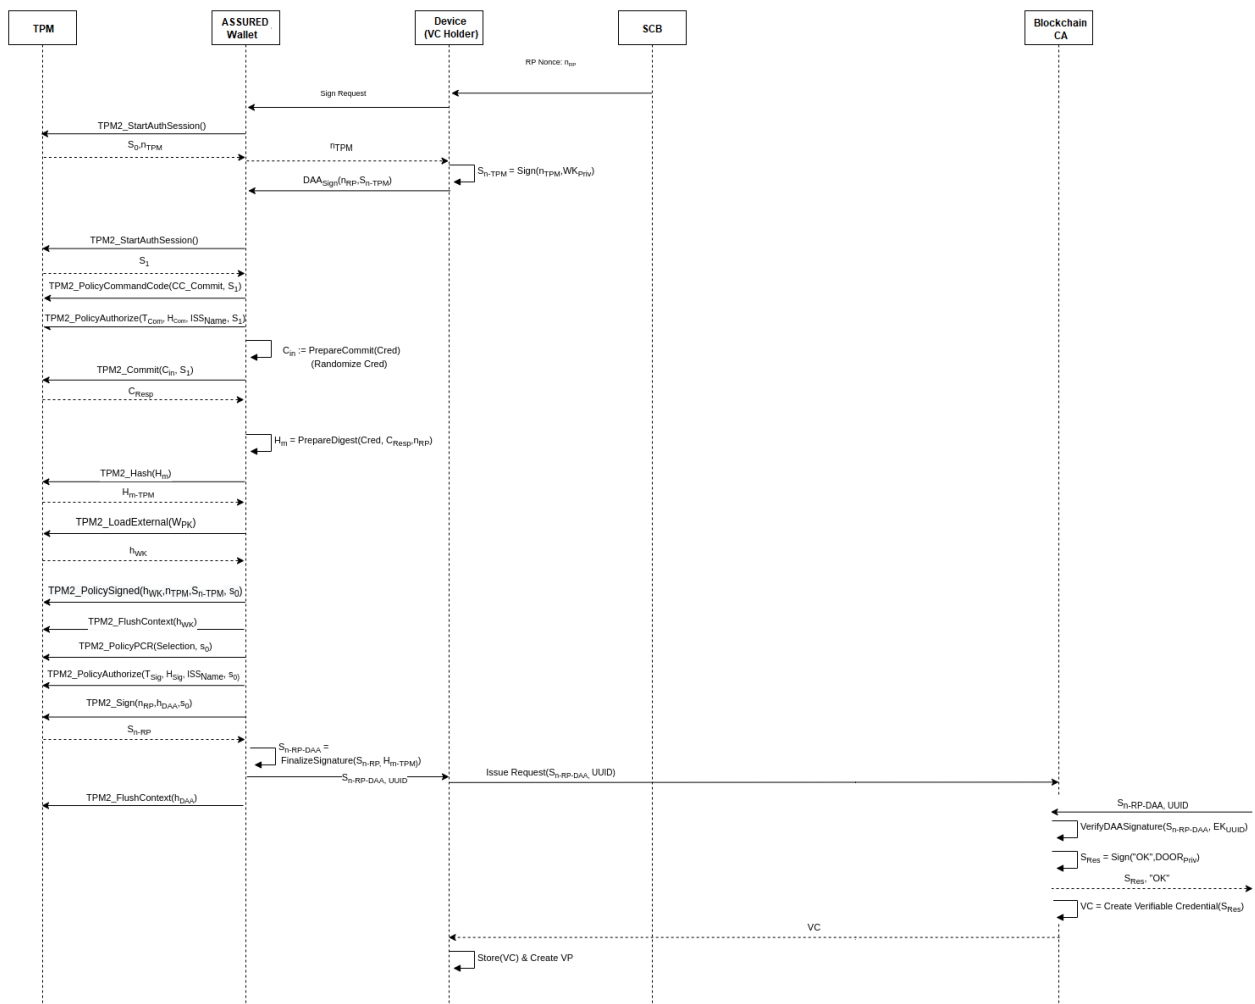 TPM
ASSURED
Wallet
Device
(VC Holder)
SCB
Blockchain
CA
RP Nonce: nRP
Sign Request
TPM2_StartAuthSession()
S0,nTPM
nTPM
Sn-TPM = Sign(nTPM,WKPriv)
DAASign(nRP,Sn-TPM)
TPM2_StartAuthSession()
S1
TPM2_PolicyCommandCode(CC_Commit, S1)
TPM2_PolicyAuthorize(TCom, HCom, ISSName, S1)
Cin := PrepareCommit(Cred)
(Randomize Cred)
TPM2_Commit(Cin, S1)
CResp
Hm = PrepareDigest(Cred, CResp,nRP)
TPM2_Hash(Hm)
Hm-TPM
TPM2_LoadExternal(WPK)
hWK
TPM2_PolicySigned(hWK,nTPM,Sn-TPM, s0)
TPM2_FlushContext(hWK)
TPM2_PolicyPCR(Selection, s0)
TPM2_PolicyAuthorize(TSig, HSig, ISSName, s0)
TPM2_Sign(nRP,hDAA,s0)
Sn-RP
Sn-RP-DAA =
FinalizeSignature(Sn-RP, Hm-TPM))
Sn-RP-DAA, UUID
Issue Request(Sn-RP-DAA, UUID)
TPM2_FlushContext(hDAA)
Sn-RP-DAA, UUID
VerifyDAASignature(Sn-RP-DAA, EKUUID)
SRes = Sign("OK",DOORPriv)
SRes, "OK"
VC = Create Verifiable Credential(SRes)
VC
Store(VC) & Create VP